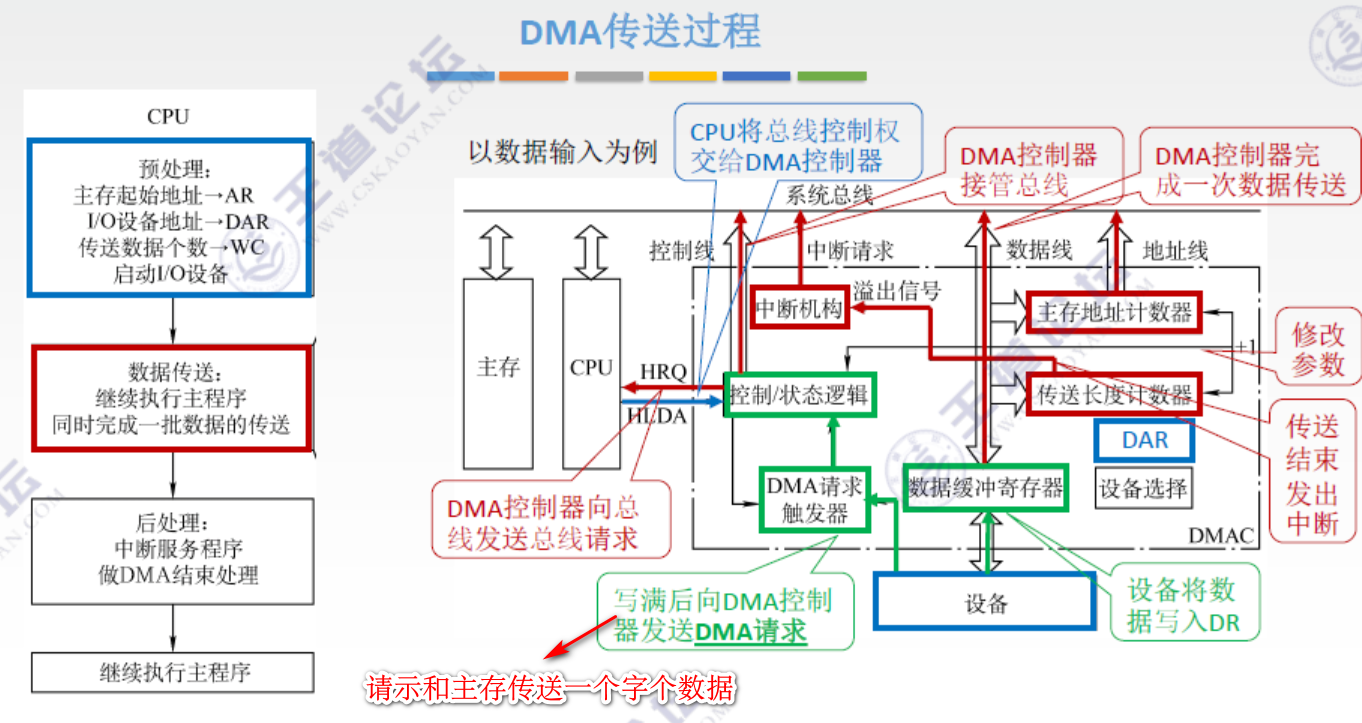 DMA传送过程
CPU
预处理:
主存起始地址→AR
I/O设备地址→DAR
传送数据个数→WC
启动I/O设备
数据传送:
继续执行主程序
同时完成一批数据的传送
后处理:
中断服务程序
做DMA结束处理
继续执行主程序
以数据输入为例
CPU将总线控制权
交给DMA控制器
DMA控制器
接管总线
DMA控制器完
成一次数据传送
系统总线
控制线
中断请求
数据线
地址线
主存
CPU
HRQ
HLDA
中断机构
溢出信号
主存地址计数器
+1
修改
参数
控制/状态逻辑
传送长度计数器
DAR
传送
结束
发出
中断
DMA请求
触发器
数据缓冲寄存器
设备选择
DMAC
DMA控制器向总
线发送总线请求
写满后向DMA控制
器发送DMA请求
设备
设备将数
据写入DR
请示和主存传送一个字个数据
王道论坛
WWW.CSKAOYAN.COM